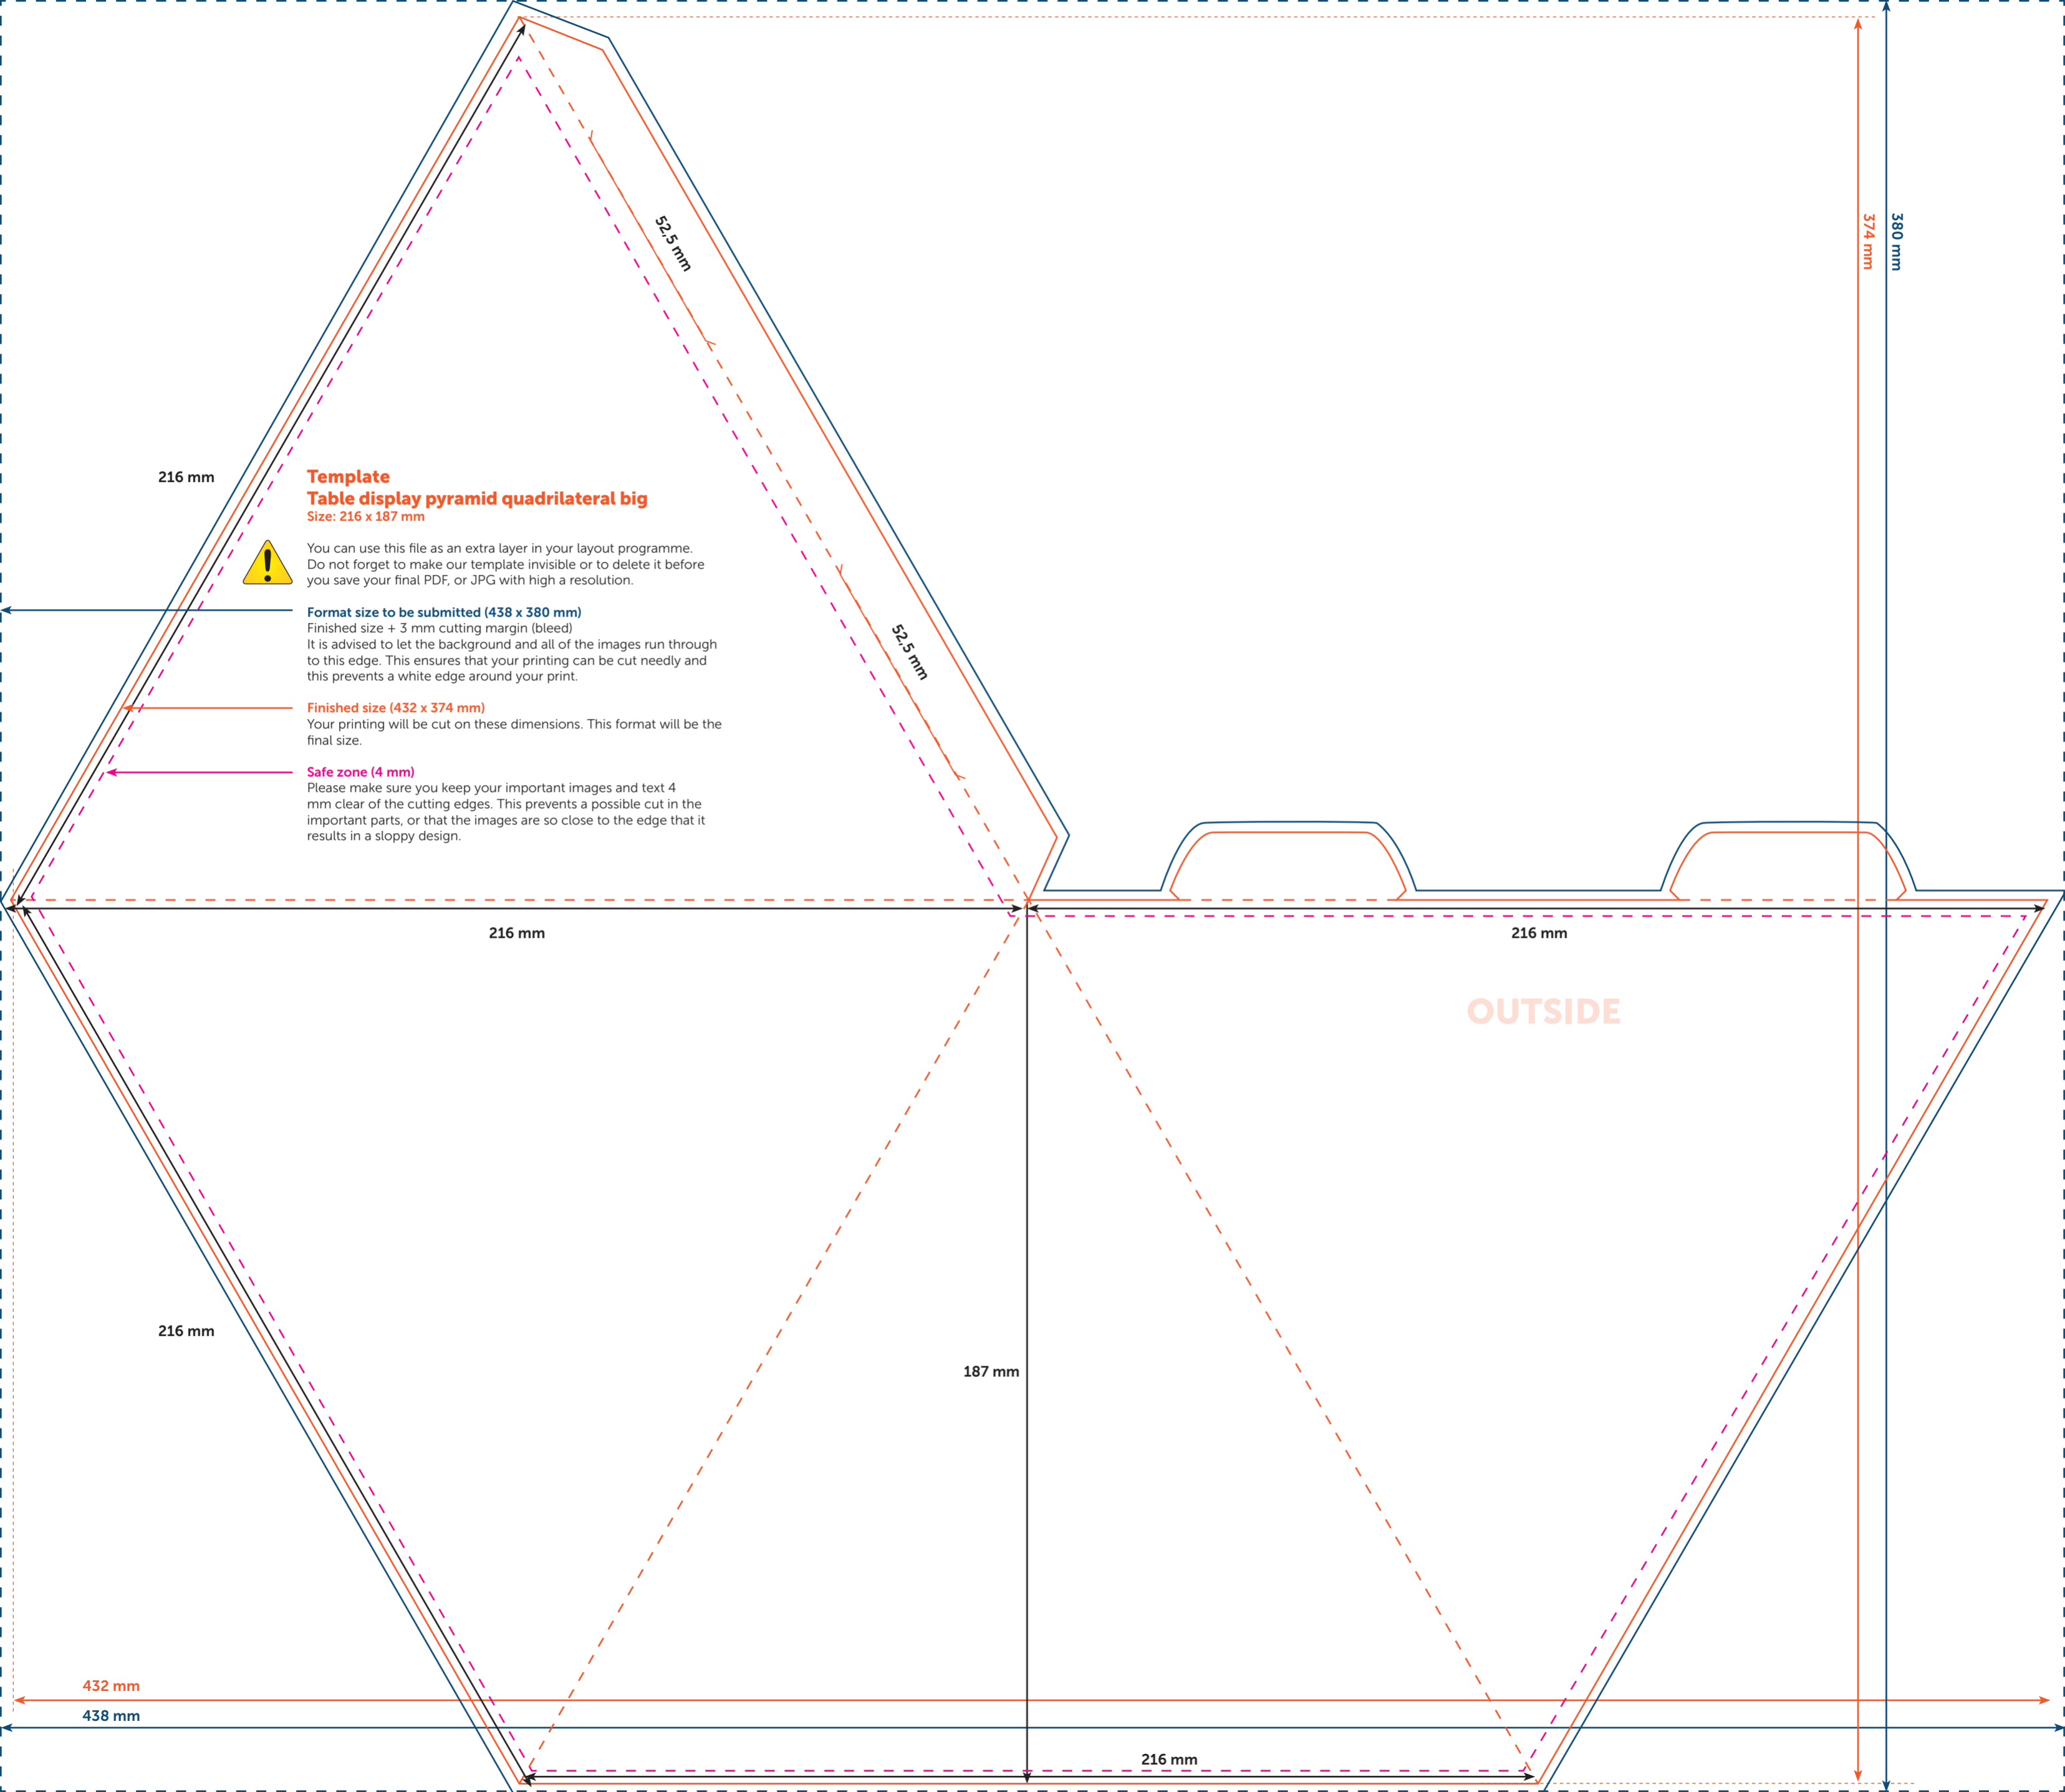 374 mm
380 mm
52,5 mm
216 mm
Template
Table display pyramid quadrilateral big
Size: 216 x 187 mm
You can use this file as an extra layer in your layout programme.
Do not forget to make our template invisible or to delete it before
you save your final PDF, or JPG with high a resolution.
Format size to be submitted (438 x 380 mm)
Finished size + 3 mm cutting margin (bleed)
It is advised to let the background and all of the images run through
to this edge. This ensures that your printing can be cut needly and
this prevents a white edge around your print.
52,5 mm
Finished size (432 x 374 mm)
Your printing will be cut on these dimensions. This format will be the
final size.
Safe zone (4 mm)
Please make sure you keep your important images and text 4
mm clear of the cutting edges. This prevents a possible cut in the
important parts, or that the images are so close to the edge that it
results in a sloppy design.
216 mm
216 mm
OUTSIDE
216 mm
187 mm
432 mm
438 mm
216 mm